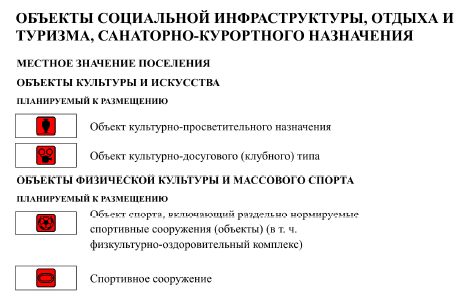 ОБЪЕКТЫ СОЦИАЛЬНОЙ ИНФРАСТРУКТУРЫ, ОТДЫХА И
ТУРИЗМА, САНАТОРНО-КУРОРТНОГО НАЗНАЧЕНИЯ
МЕСТНОЕ ЗНАЧЕНИЕ ПОСЕЛЕНИЯ
ОБЪЕКТЫ КУЛЬТУРЫ И ИСКУССТВА
ПЛАНИРУЕМЫЙ К РАЗМЕЩЕНИЮ
Объект культурно-просветительного назначения
Объект культурно-досугового (клубного) типа
ОБЪЕКТЫ ФИЗИЧЕСКОЙ КУЛЬТУРЫ И МАССОВОГО СПОРТА
ПЛАНИРУЕМЫЙ К РАЗМЕЩЕНИЮ
Объект спорта, включающий раздельно нормируемые
спортивные сооружения (объекты) (в т. ч.
физкультурно-оздоровительный комплекс)
Спортивное сооружение